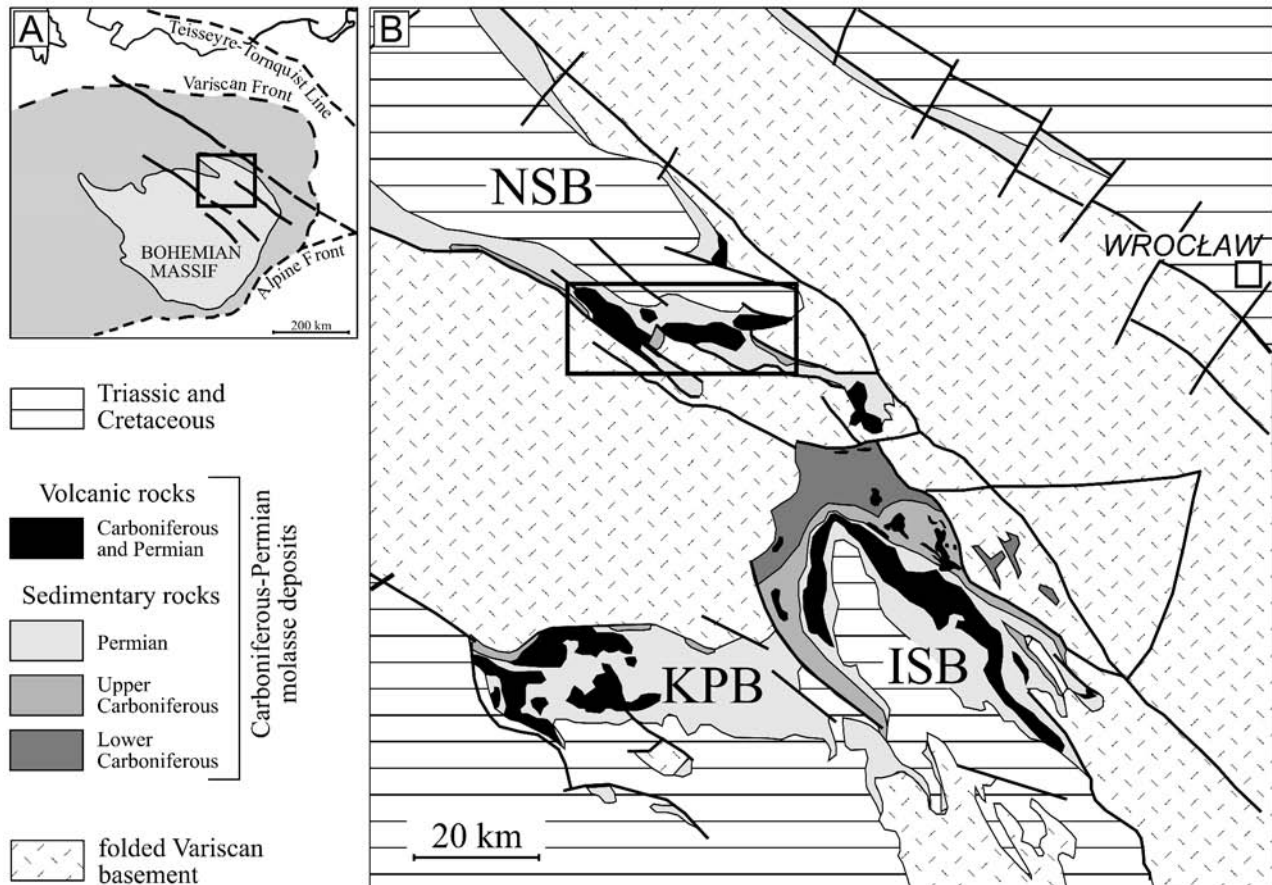 A
Teisseyre-Tornquist Line
Variscan Front
BOHEMIAN
MASSIF
Alpine Front
200 km
B
NSB
WROCŁAW
KPB
ISB
20 km
Triassic and
Cretaceous
Volcanic rocks
Carboniferous
and Permian
Sedimentary rocks
Permian
Upper
Carboniferous
Lower
Carboniferous
Carboniferous-Permian
molasse deposits
folded Variscan
basement